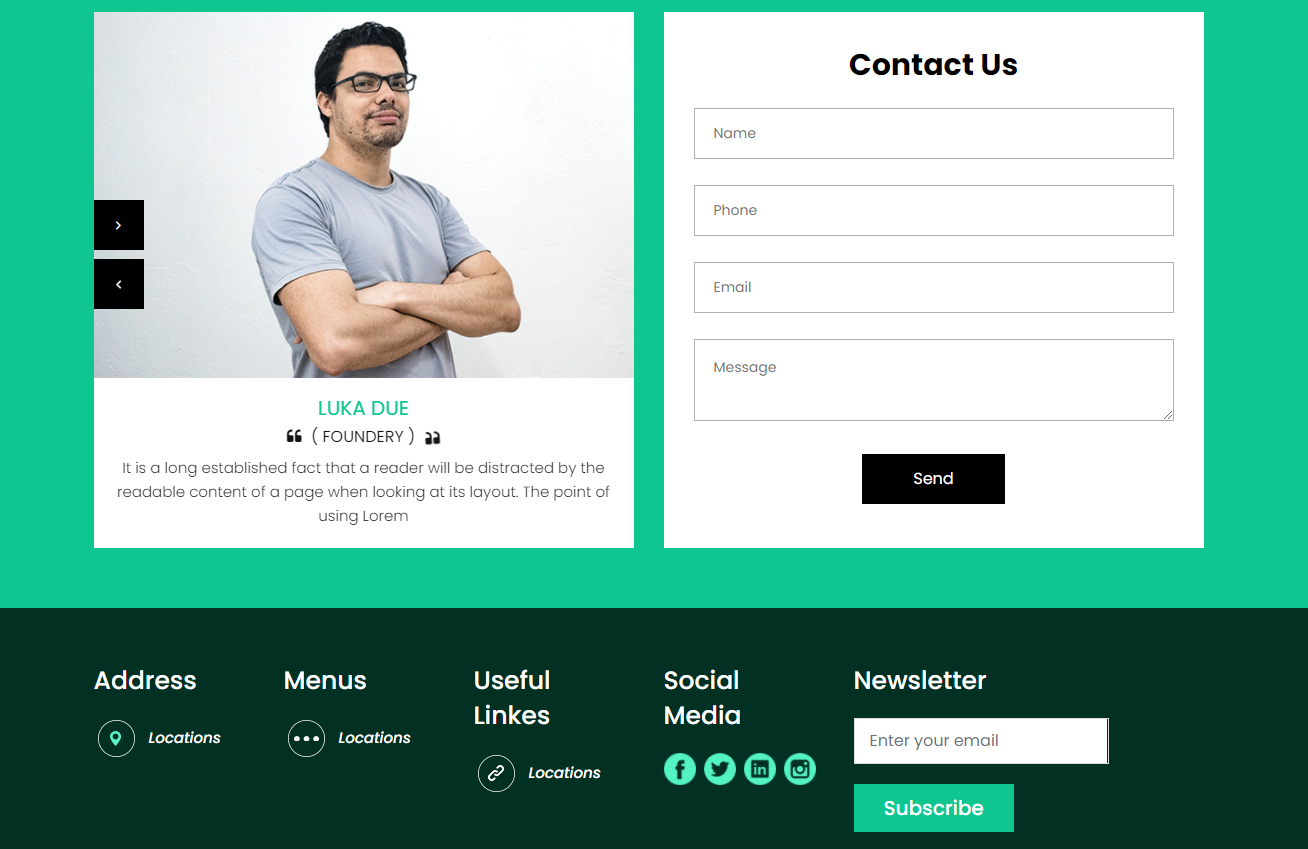 LUKA DUE
❝ ( FOUNDERY ) ❞
It is a long established fact that a reader will be distracted by the
readable content of a page when looking at its layout. The point of
using Lorem
Contact Us
Name
Phone
Email
Message
Send
Address
Locations
Menus
Locations
Useful
Linkes
Locations
Social
Media
Newsletter
Enter your email
Subscribe